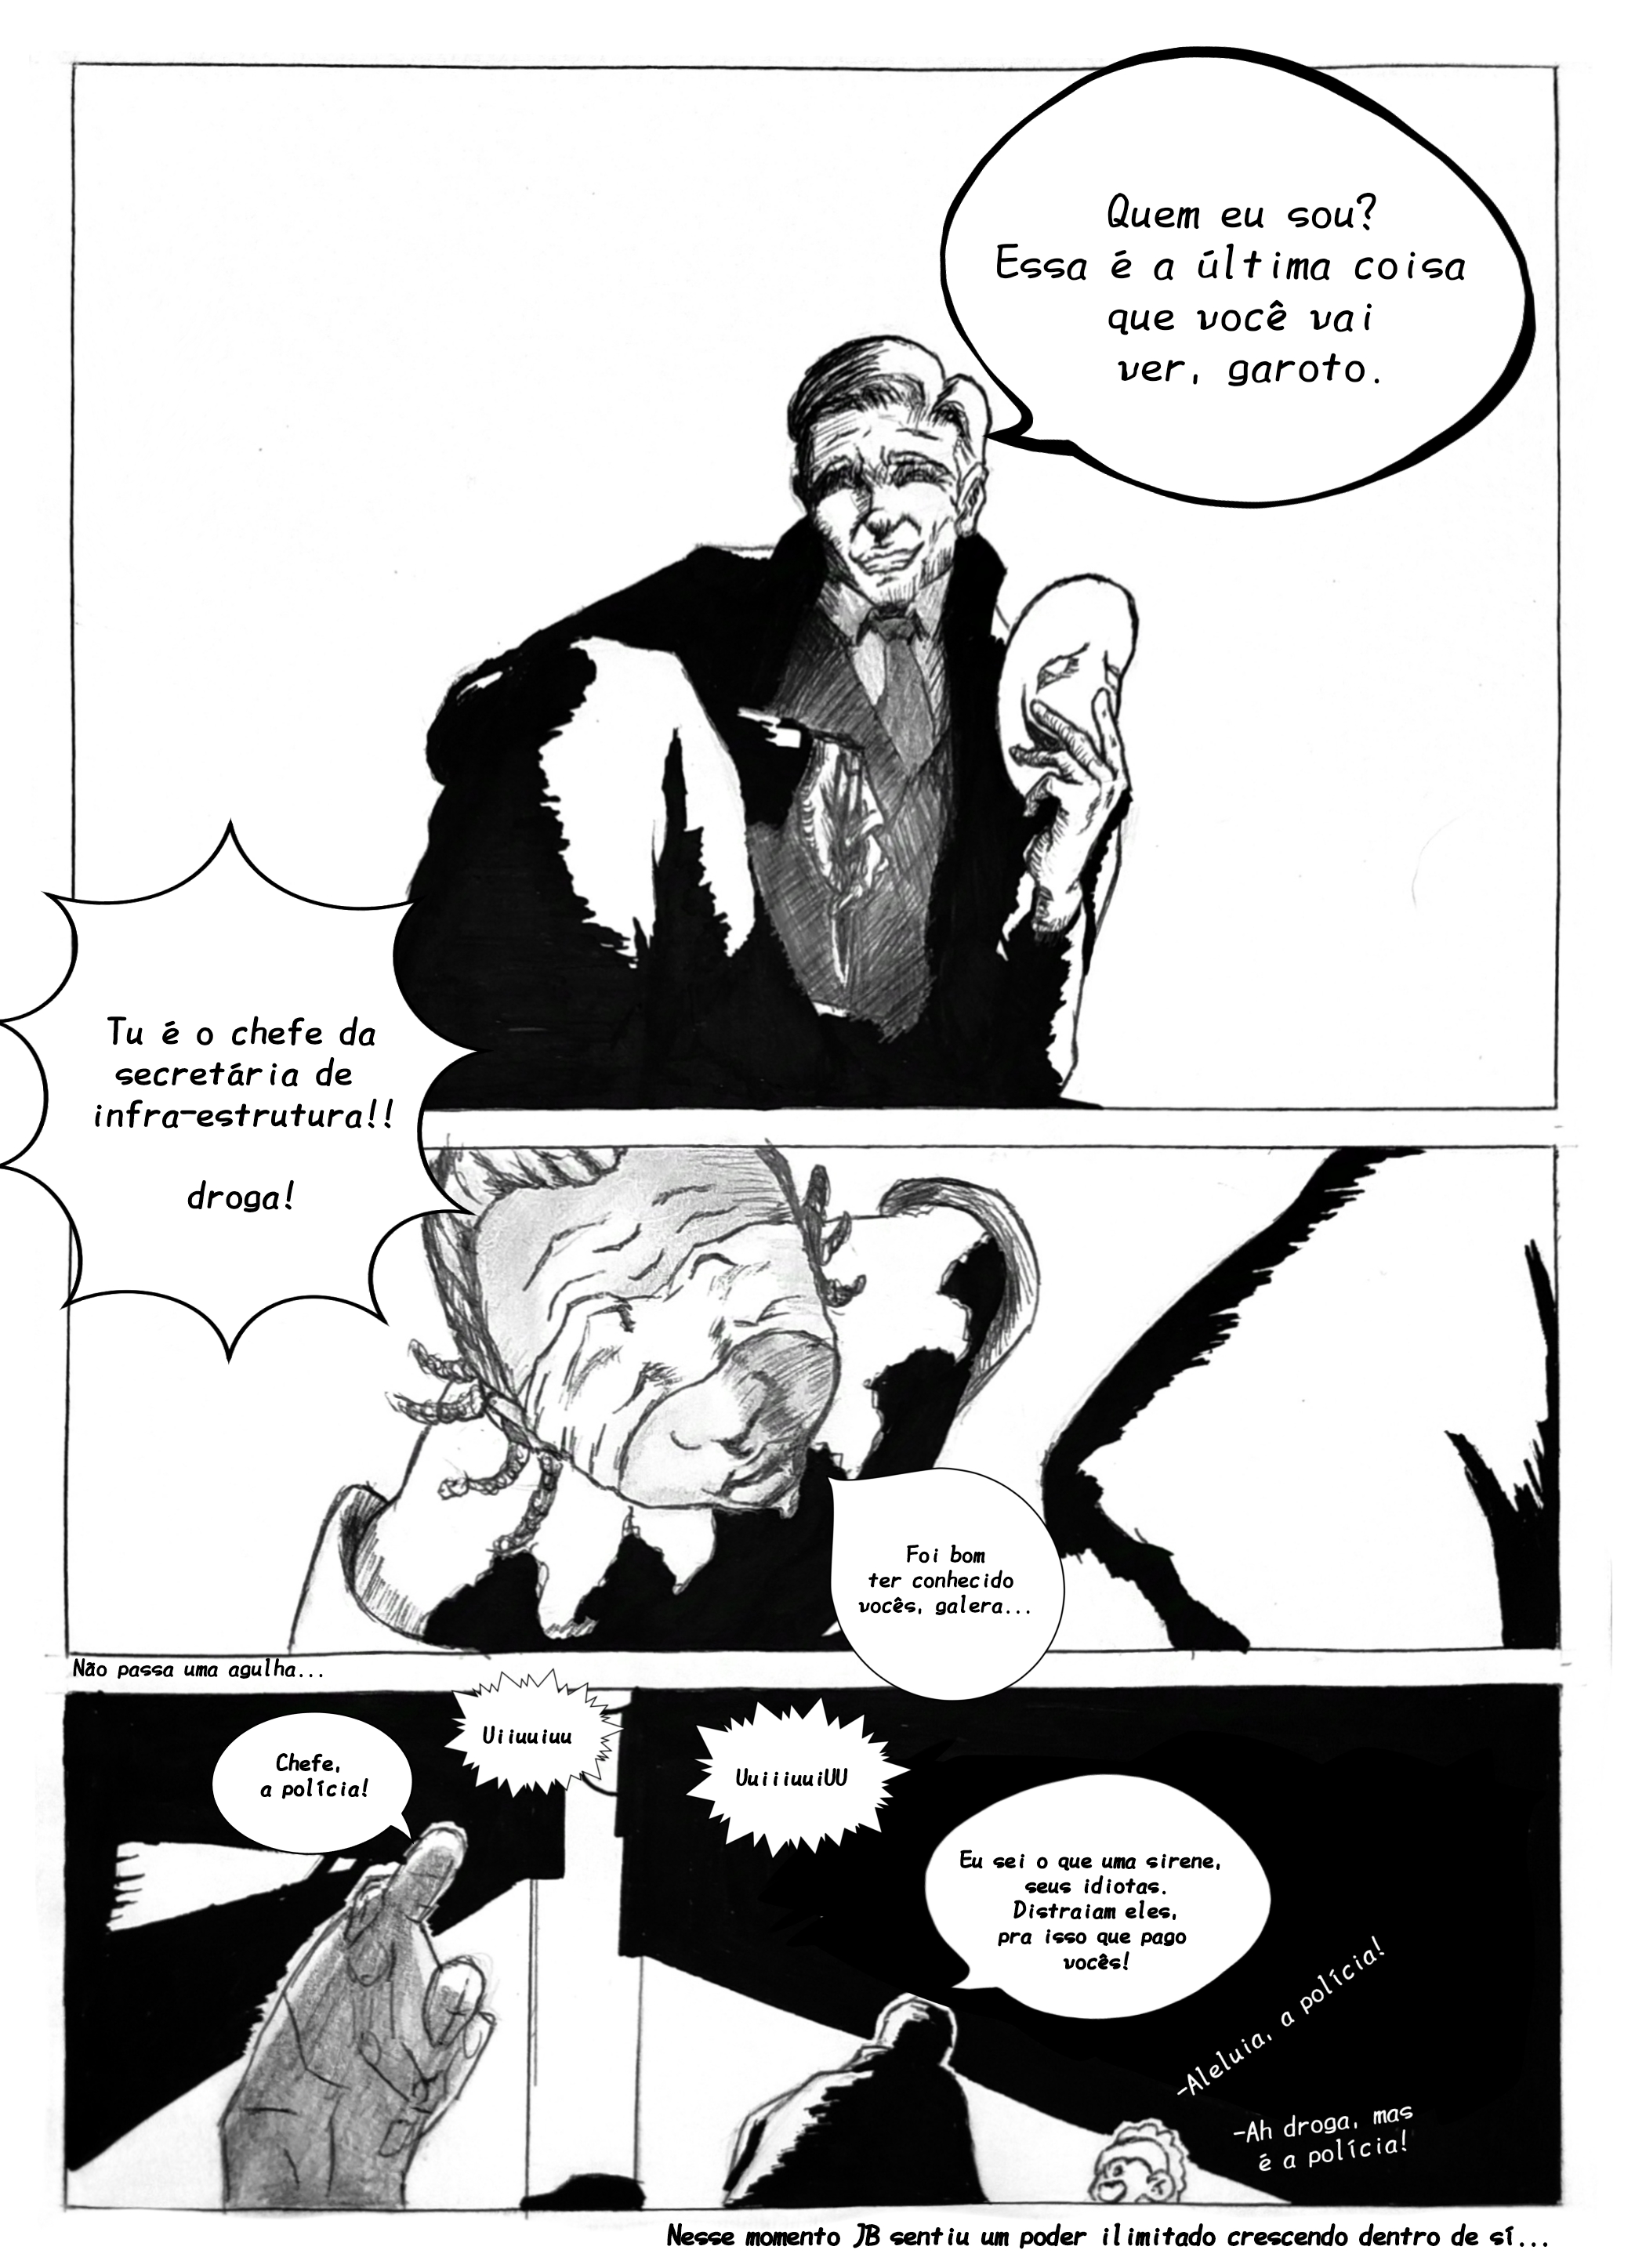 Quem eu sou?
Essa é a última coisa
que você vai
ver, garoto.
Tu é o chefe da
secretária de
infra-estrutura!!
droga!
Foi bom
ter conhecido
vocês, galera...
Não passa uma agulha...
Chefe,
a polícia!
Uiiuuiuu
UuiiiuuiUU
Eu sei o que uma sirene,
seus idiotas.
Distraiam eles,
pra isso que pago
vocês!
-Aleluia, a polícia!
-Ah droga, mas
é a polícia!
Nesse momento JB sentiu um poder ilimitado crescendo dentro de sí...